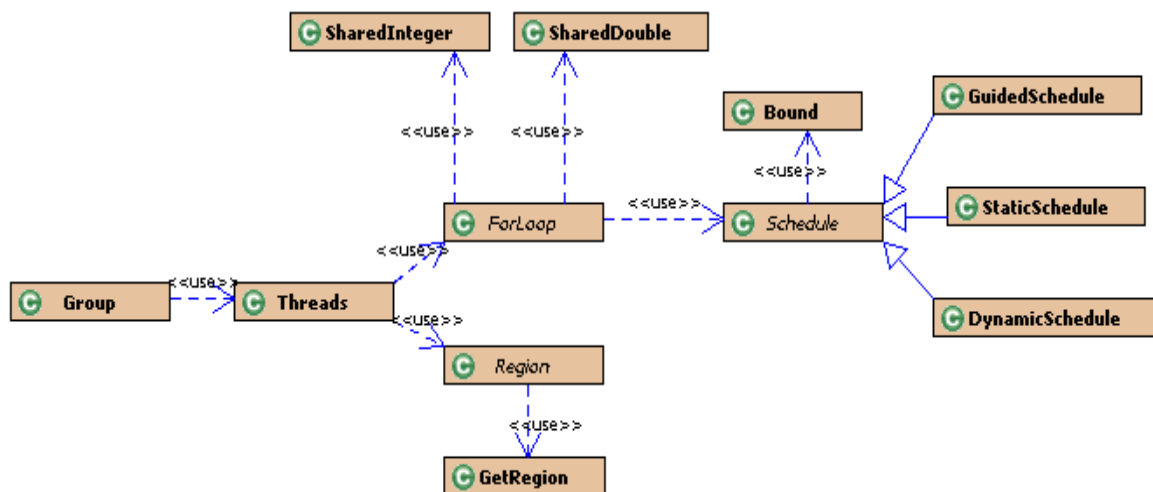 SharedInteger
SharedDouble
GuidedSchedule
Bound
<<use>>
<<use>>
<<use>>
<<use>>
ForLoop
Schedule
StaticSchedule
<<use>>
<<use>>
Group
Threads
<<use>>
DynamicSchedule
Region
<<use>>
GetRegion